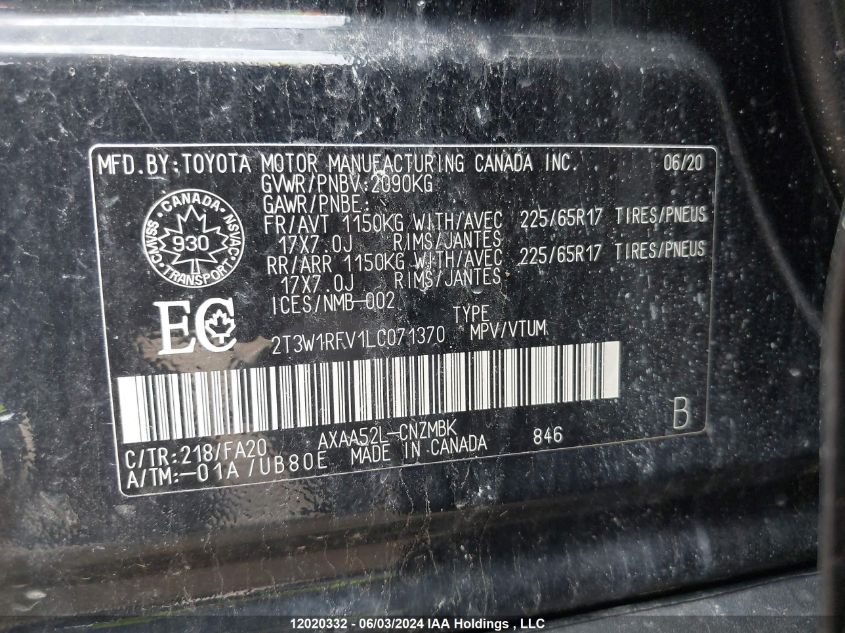 MFD.BY:TOYOTA MOTOR MANUFACTURING CANADA INC. 06/20
GVWR/PNBV:2090KG
GAWR/PNBE:
FR/AVT 1150KG WITH/AVEC 225/65R17 TIRES/PNEUS
17X7.0J RIMS/JANTES
RR/ARR 1150KG WITH/AVEC 225/65R17 TIRES/PNEUS
17X7.0J RIMS/JANTES
ICES/NMB-002
CANADA
CMVSS 930 NSVAC
TRANSPORT
EC
2T3W1RFV1LC071370 TYPE
MPV/VTUM
B
C/TR:218/FA20 AXAA52L-CNZMBK 846
A/TM:-01A/UB80E MADE IN CANADA
12020332 - 06/03/2024 IAA Holdings , LLC